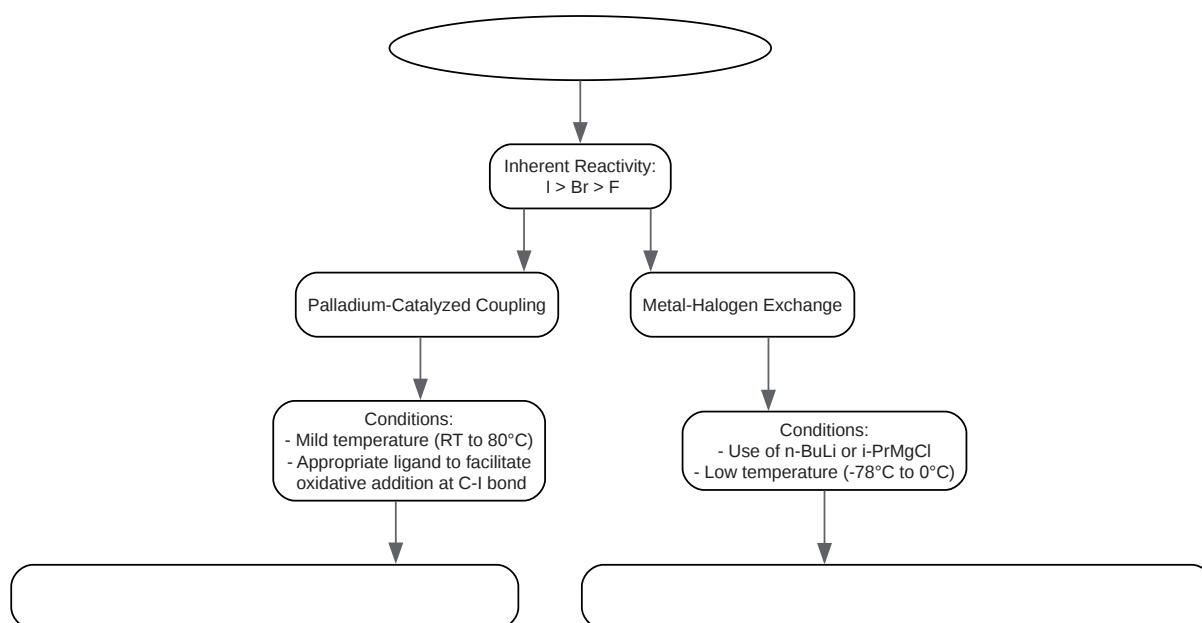 Inherent Reactivity:
I > Br > F
Palladium-Catalyzed Coupling
Metal-Halogen Exchange
Conditions:
- Mild temperature (RT to 80°C)
- Appropriate ligand to facilitate
oxidative addition at C-I bond
Conditions:
- Use of n-BuLi or i-PrMgCl
- Low temperature (-78°C to 0°C)